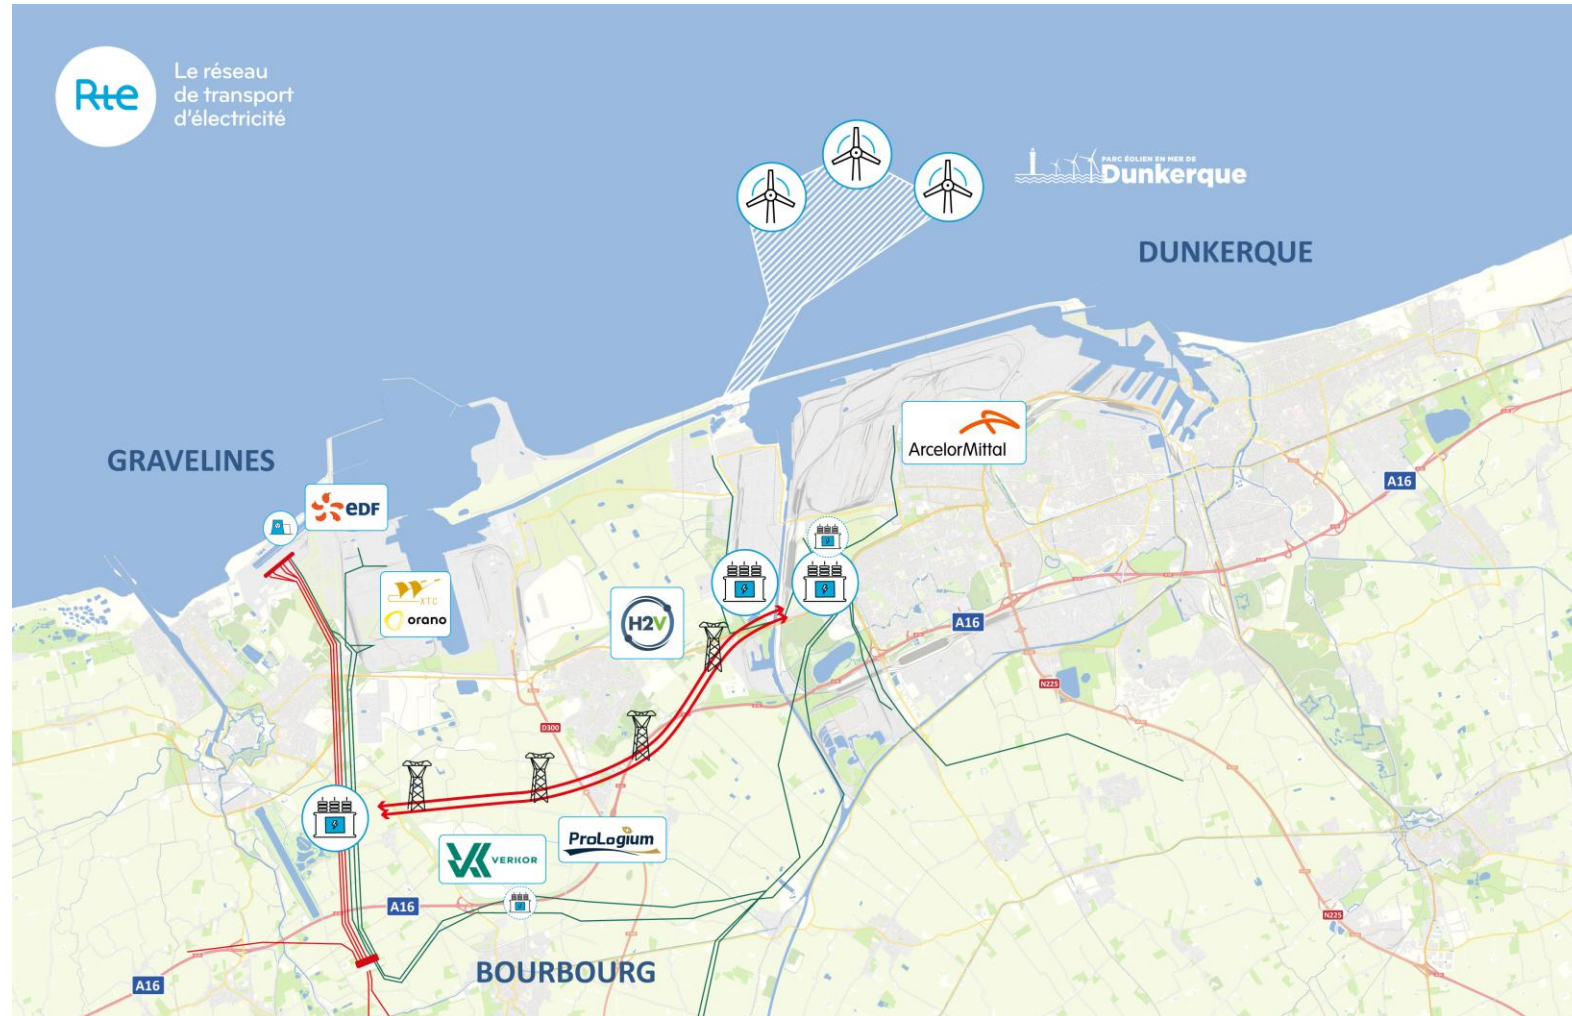 Rte
Le réseau
de transport
d'électricité
PARC ÉOLIEN EN MER DE
Dunkerque
DUNKERQUE
ArcelorMittal
GRAVELINES
A16
eDF
XTC
orano
H2V
A16
N225
D300
ProLogium
VERKOR
A16
N225
BOURBOURG
A16